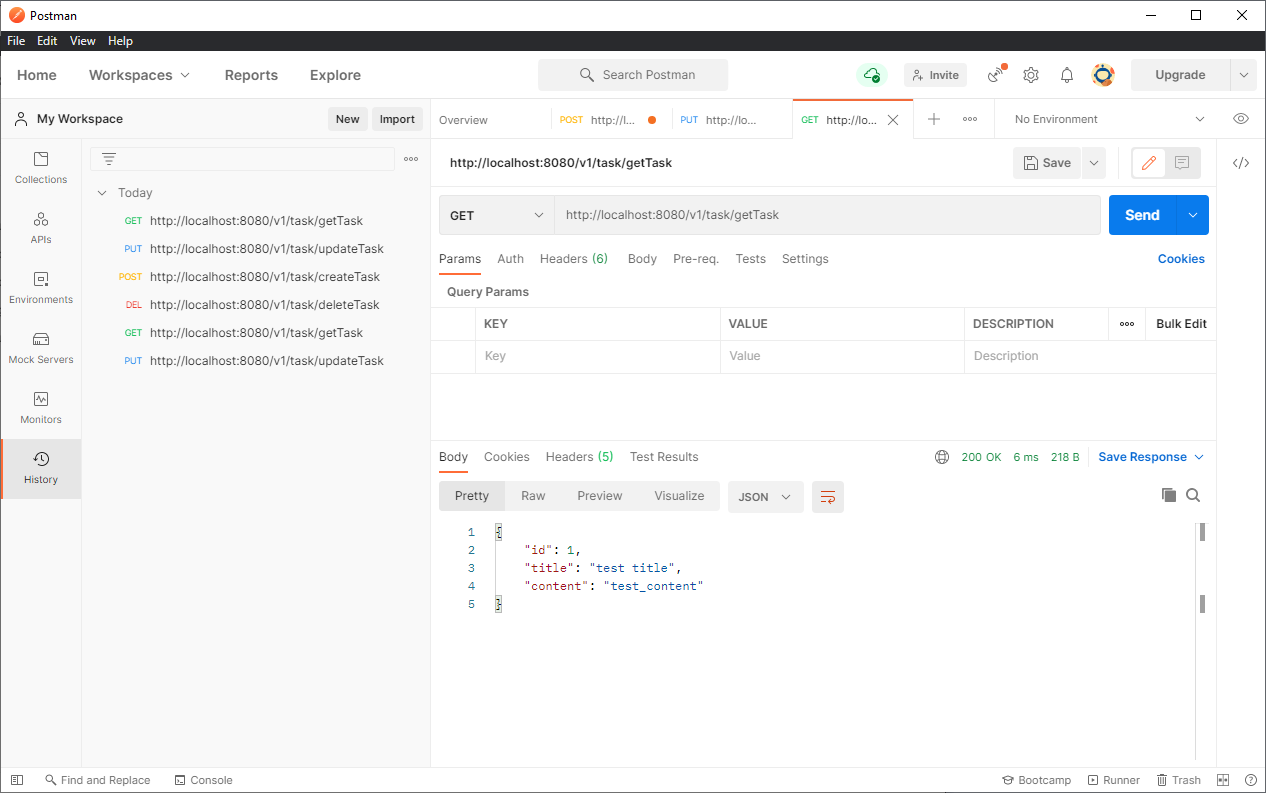 Postman
File Edit View Help
Home Workspaces Reports Explore Search Postman Invite Upgrade
My Workspace New Import
Overview POST http://l... PUT http://lo... GET http://lo... No Environment
Collections
APIs
Environments
Mock Servers
Monitors
History
Today
GET http://localhost:8080/v1/task/getTask
PUT http://localhost:8080/v1/task/updateTask
POST http://localhost:8080/v1/task/createTask
DEL http://localhost:8080/v1/task/deleteTask
GET http://localhost:8080/v1/task/getTask
PUT http://localhost:8080/v1/task/updateTask
http://localhost:8080/v1/task/getTask Save
GET http://localhost:8080/v1/task/getTask Send
Params Auth Headers (6) Body Pre-req. Tests Settings Cookies
Query Params
KEY VALUE DESCRIPTION Bulk Edit
Key Value Description
Body Cookies Headers (5) Test Results 200 OK 6 ms 218 B Save Response
Pretty Raw Preview Visualize JSON
1 {
2 "id": 1,
3 "title": "test title",
4 "content": "test_content"
5 }
Find and Replace Console Bootcamp Runner Trash